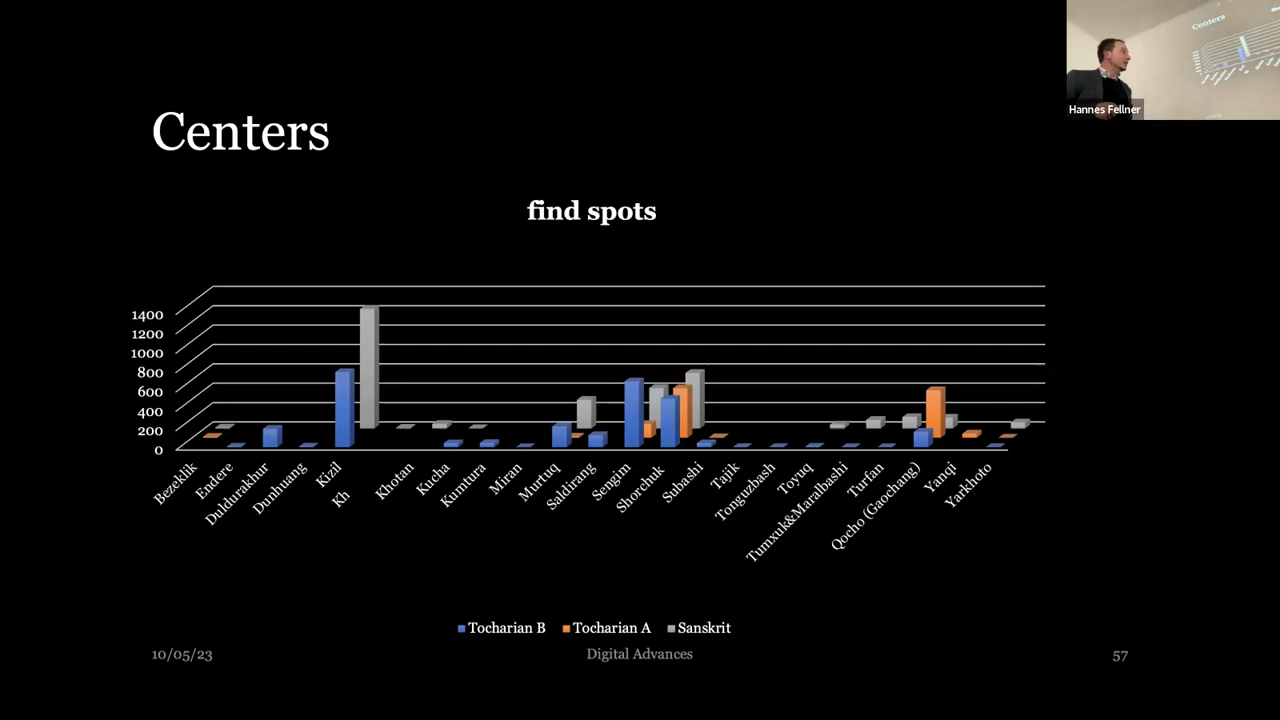 Centers
Hannes Fellner
Centers
find spots
1400
1200
1000
800
600
400
200
0
Bezeklik
Endere
Duldurakhur
Dunhuang
Kizil
Kh
Khotan
Kucha
Kumtura
Miran
Murtuq
Saldirang
Sengim
Shorchuk
Subashi
Tajik
Tonguzbash
Toyuq
Tumxuk&Maralbashi
Turfan
Qocho (Gaochang)
Yanqi
Yarkhoto
Tocharian B
Tocharian A
Sanskrit
10/05/23
Digital Advances
57